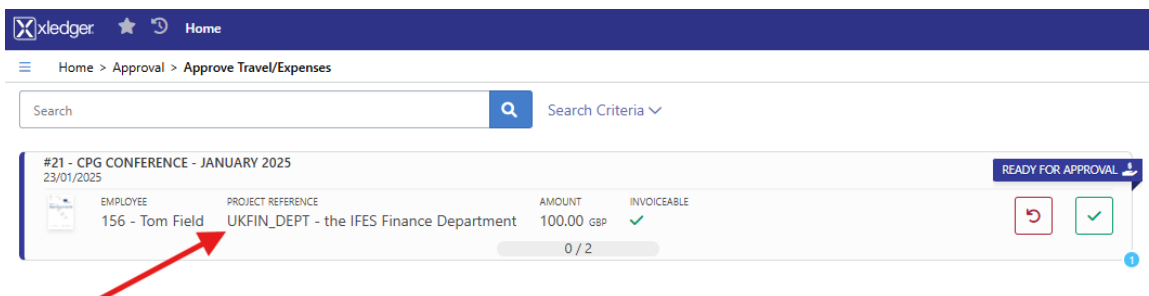 xledger Home
Home > Approval > Approve Travel/Expenses
Search Search Criteria
#21 - CPG CONFERENCE - JANUARY 2025
23/01/2025
READY FOR APPROVAL
EMPLOYEE PROJECT REFERENCE AMOUNT INVOICEABLE
156 - Tom Field UKFIN_DEPT - the IFES Finance Department 100.00 GBP
0 / 2
1